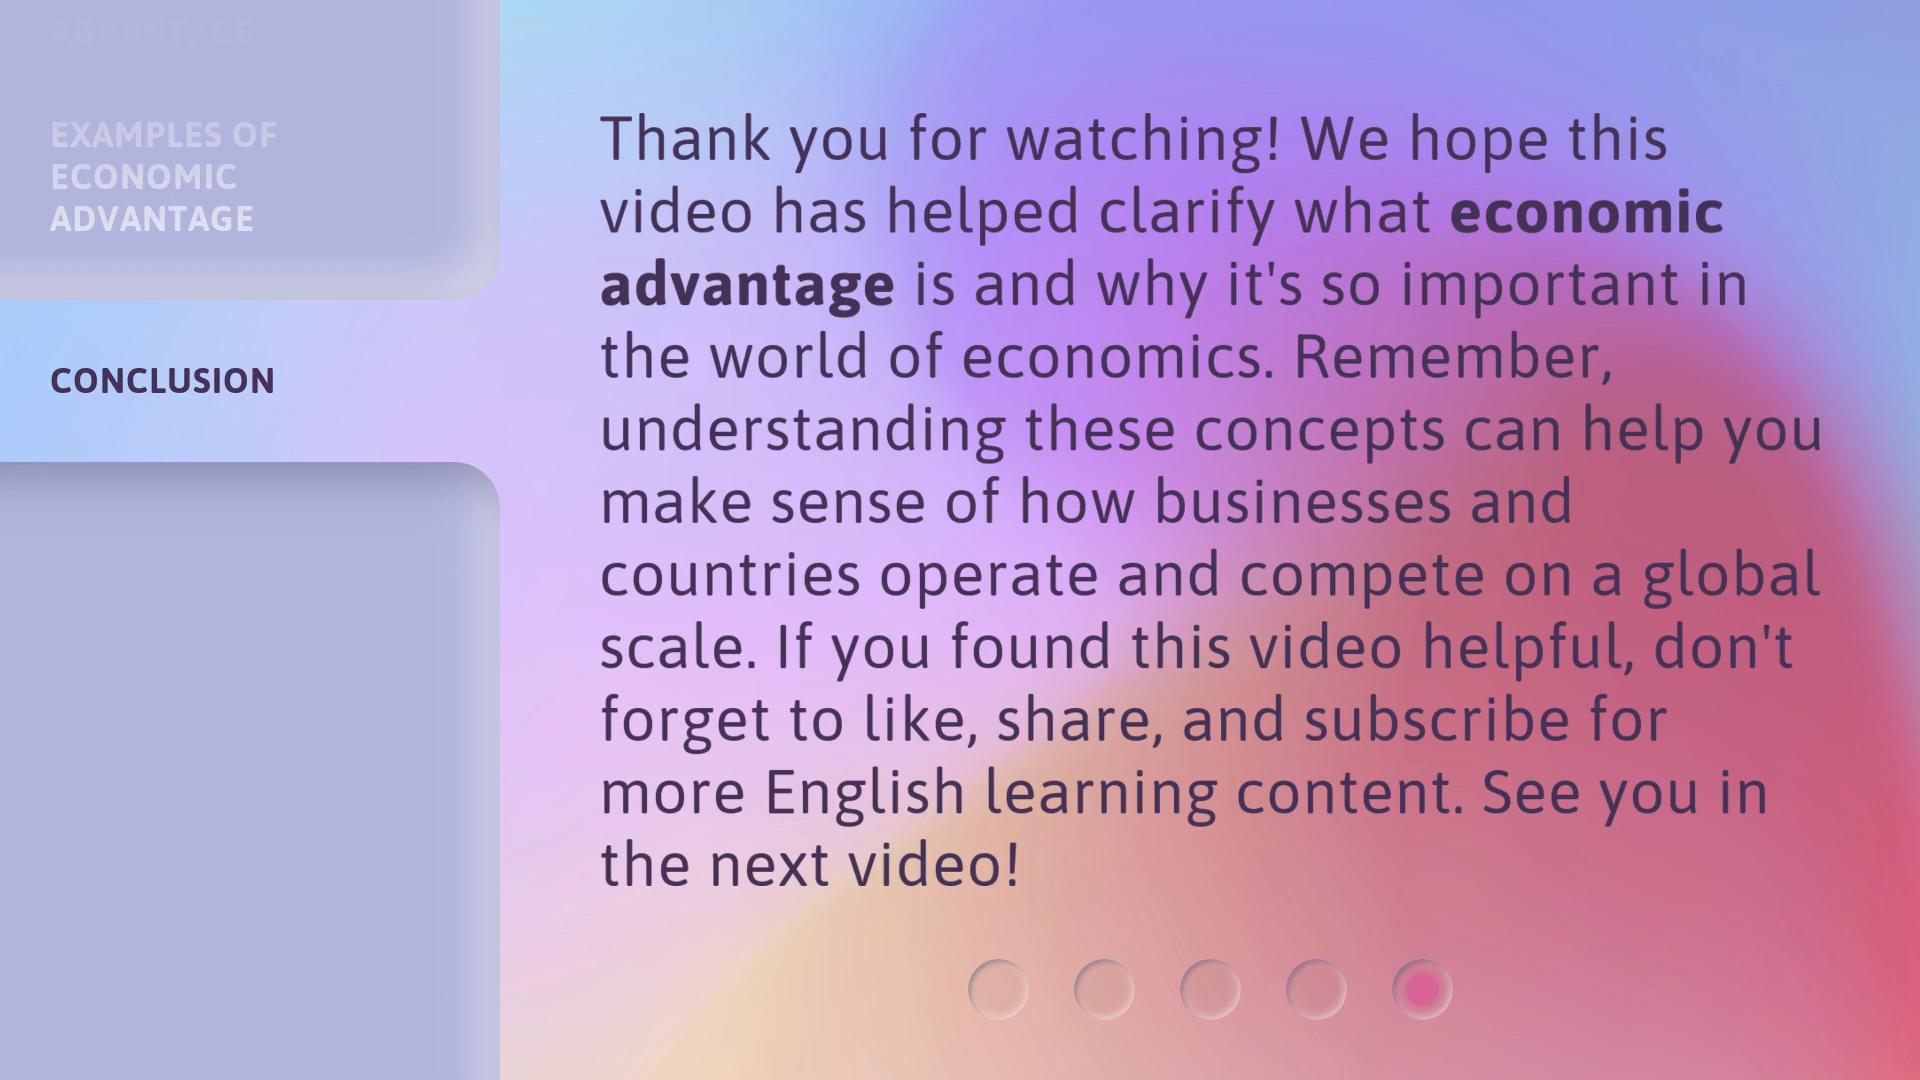 ADVANTAGE
EXAMPLES OF
ECONOMIC
ADVANTAGE
CONCLUSION
Thank you for watching! We hope this
video has helped clarify what economic
advantage is and why it's so important in
the world of economics. Remember,
understanding these concepts can help you
make sense of how businesses and
countries operate and compete on a global
scale. If you found this video helpful, don't
forget to like, share, and subscribe for
more English learning content. See you in
the next video!